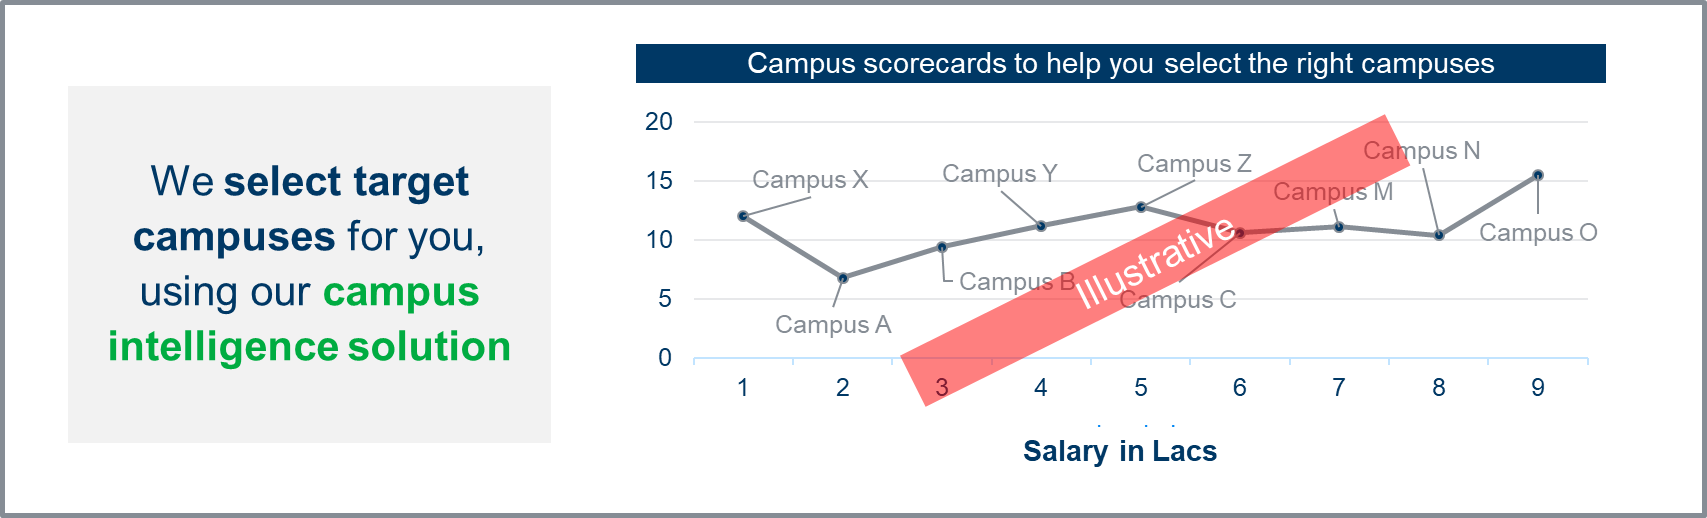 We select target
campuses for you,
using our campus
intelligence solution
Campus scorecards to help you select the right campuses
20
15
10
5
0
Campus X
Campus A
Campus B
Campus Y
Campus Z
Campus C
Campus M
Campus N
Campus O
Illustrative
1 2 3 4 5 6 7 8 9
Salary in Lacs